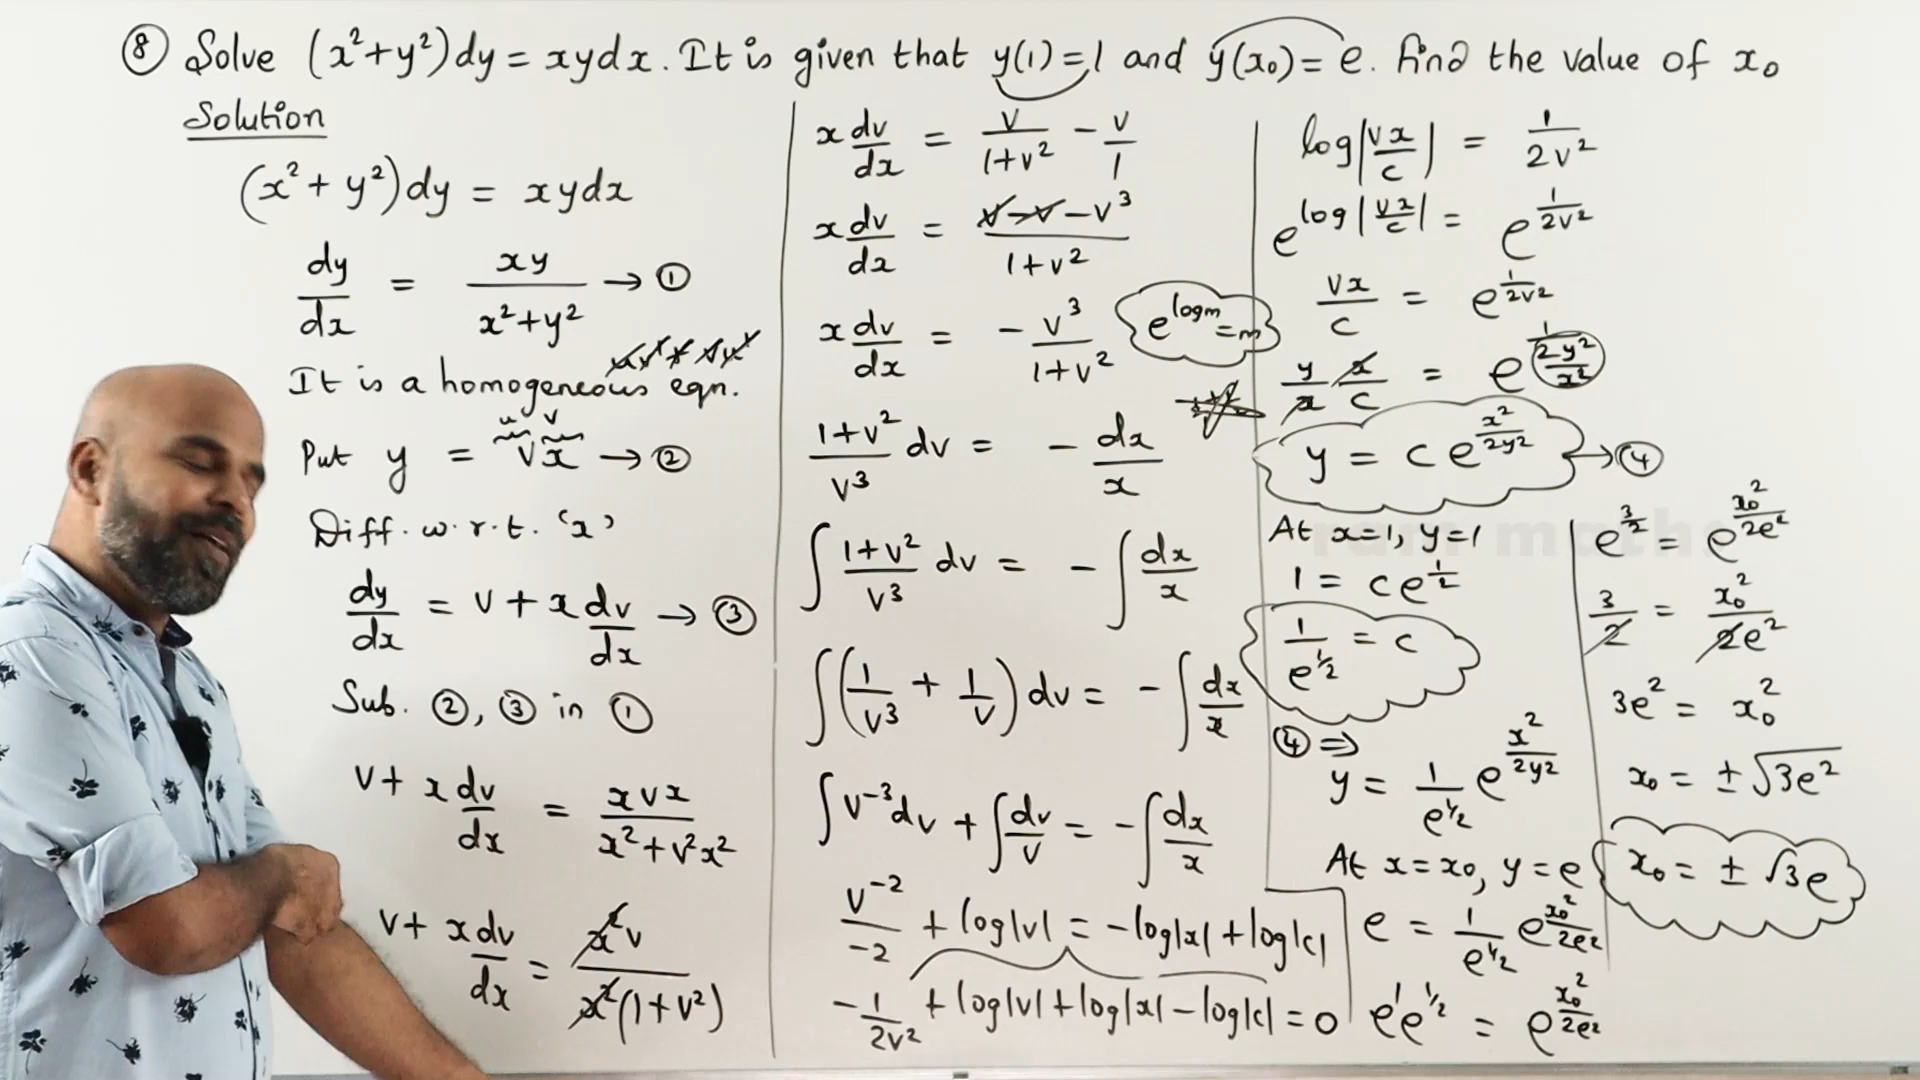 ⑧ Solve (x²+y²)dy = xydx. It is given that y(1)=1 and y(x₀)= e. Find the value of x₀
Solution
(x²+ y²)dy = xydx
dy/dx = xy/(x²+y²) → ①
It is a homogeneous eqn.
u v
Put y = vx → ②
Diff. w.r.t. 'x'
dy/dx = v + x dv/dx → ③
Sub. ②, ③ in ①
v + x dv/dx = xvx/(x²+v²x²)
v + x dv/dx = x²v/(x²(1+v²))
x dv/dx = v/(1+v²) - v/1
x dv/dx = (v-v-v³)/(1+v²)
x dv/dx = - v³/(1+v²)
e^(log m) = m
(1+v²)/v³ dv = - dx/x
∫ (1+v²)/v³ dv = - ∫ dx/x
∫ (1/v³ + 1/v) dv = - ∫ dx/x
∫ v⁻³dv + ∫ dv/v = - ∫ dx/x
v⁻²/-2 + log|v| = -log|x| + log|c|
-1/2v² + log|v| + log|x| - log|c| = 0
log|vx/c| = 1/2v²
e^(log|vx/c|) = e^(1/2v²)
vx/c = e^(1/2v²)
y/x x/c = e^(1/(2y²/x²))
y = c e^(x²/2y²) → ④
At x=1, y=1
1 = c e^(1/2)
1/e^(1/2) = c
④ ⇒
y = 1/e^(1/2) e^(x²/2y²)
At x = x₀, y = e
e = 1/e^(1/2) e^(x₀²/2e²)
e¹e^(1/2) = e^(x₀²/2e²)
e^(3/2) = e^(x₀²/2e²)
3/2 = x₀²/2e²
3e² = x₀²
x₀ = ± √3e²
x₀ = ± √3 e
ram maths